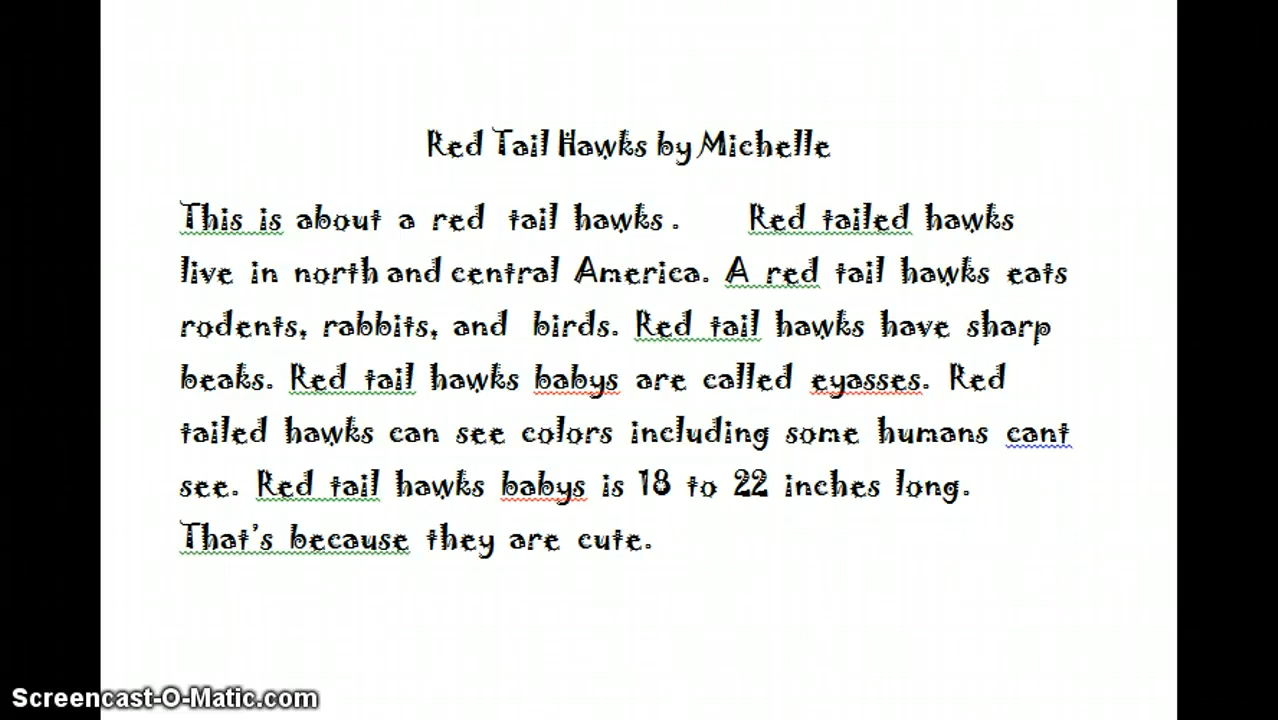 Red Tail Hawks by Michelle
This is about a red tail hawks . Red tailed hawks
live in north and central America. A red tail hawks eats
rodents, rabbits, and birds. Red tail hawks have sharp
beaks. Red tail hawks babys are called eyasses. Red
tailed hawks can see colors including some humans cant
see. Red tail hawks babys is 18 to 22 inches long.
That's because they are cute.
Screencast-O-Matic.com